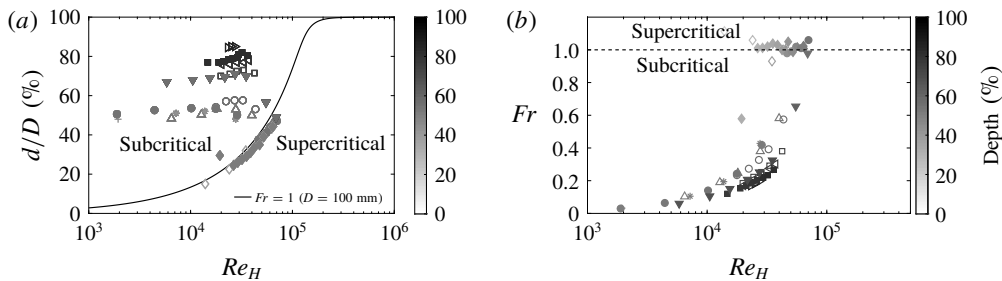 (a)
100
80
60
40
20
0
d/D (%)
Subcritical
Supercritical
Fr = 1 (D = 100 mm)
10^3
10^4
10^5
10^6
Re_H
100
80
60
40
20
0
(b)
Supercritical
Subcritical
1.0
0.8
0.6
0.4
0.2
0
Fr
10^3
10^4
10^5
Re_H
100
80
60
40
20
0
Depth (%)